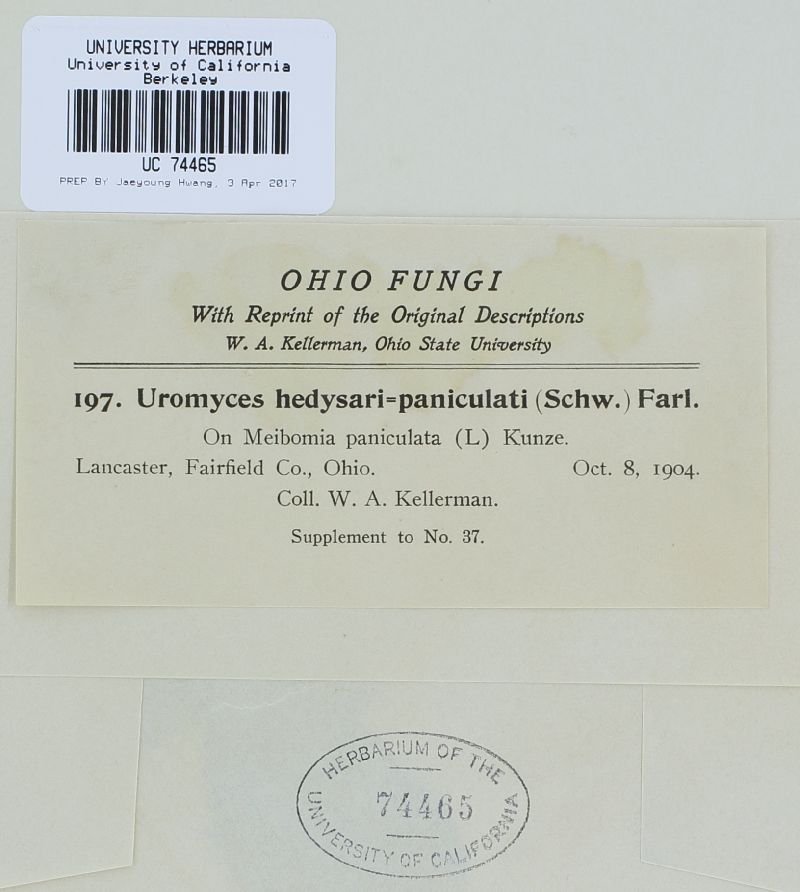 UNIVERSITY HERBARIUM
University of California
Berkeley
UC 74465
PREP BY Jaeyoung Hwang, 3 Apr 2017
OHIO FUNGI
With Reprint of the Original Descriptions
W. A. Kellerman, Ohio State University
197. Uromyces hedysari=paniculati (Schw.) Farl.
On Meibomia paniculata (L) Kunze.
Lancaster, Fairfield Co., Ohio. Oct. 8, 1904.
Coll. W. A. Kellerman.
Supplement to No. 37.
HERBARIUM OF THE
74465
UNIVERSITY OF CALIFORNIA